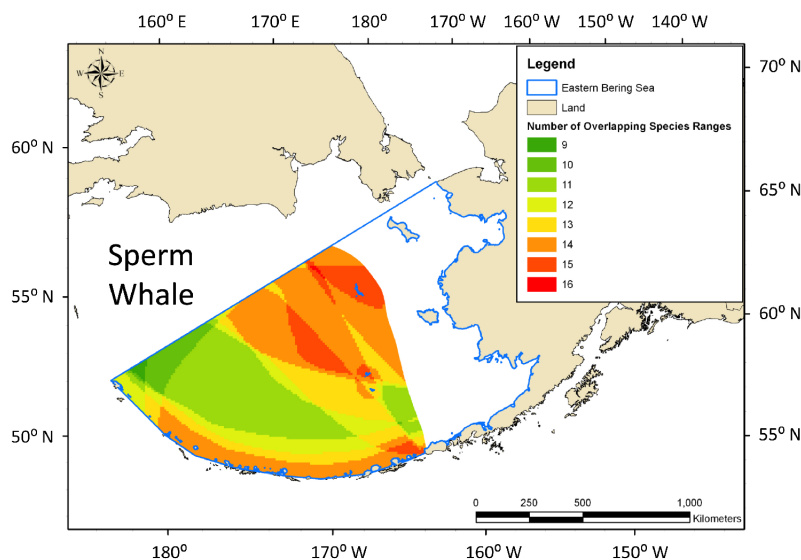 160° E 170° E 180° 170° W 160° W 150° W 140° W
N
W E
S
Legend
Eastern Bering Sea
Land
Number of Overlapping Species Ranges
9
10
11
12
13
14
15
16
70° N
60° N
65° N
Sperm
Whale
55° N
60° N
50° N
55° N
0 250 500 1,000
Kilometers
180° 170° W 160° W 150° W